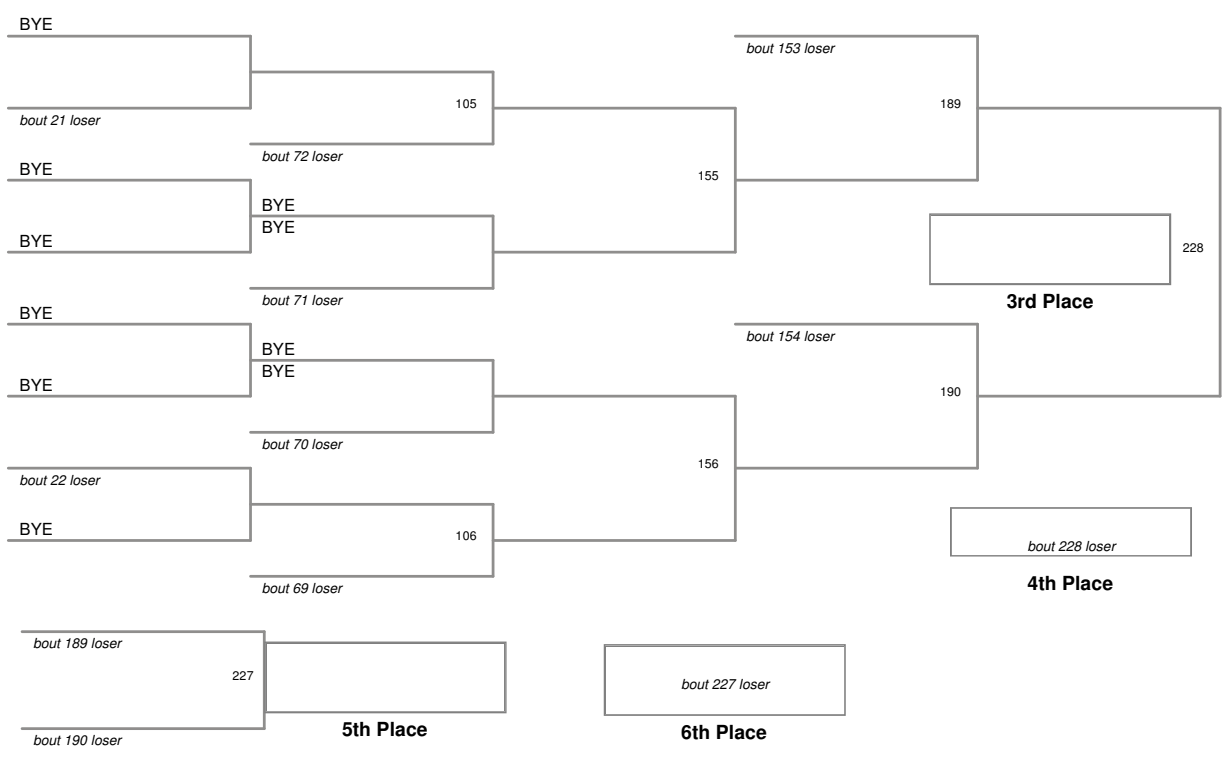 BYE
bout 153 loser
105
189
bout 21 loser
bout 72 loser
BYE
155
BYE
BYE
BYE
228
bout 71 loser
3rd Place
BYE
bout 154 loser
BYE
BYE
BYE
190
bout 70 loser
156
bout 22 loser
BYE
106
bout 228 loser
bout 69 loser
4th Place
bout 189 loser
227
bout 227 loser
5th Place
6th Place
bout 190 loser